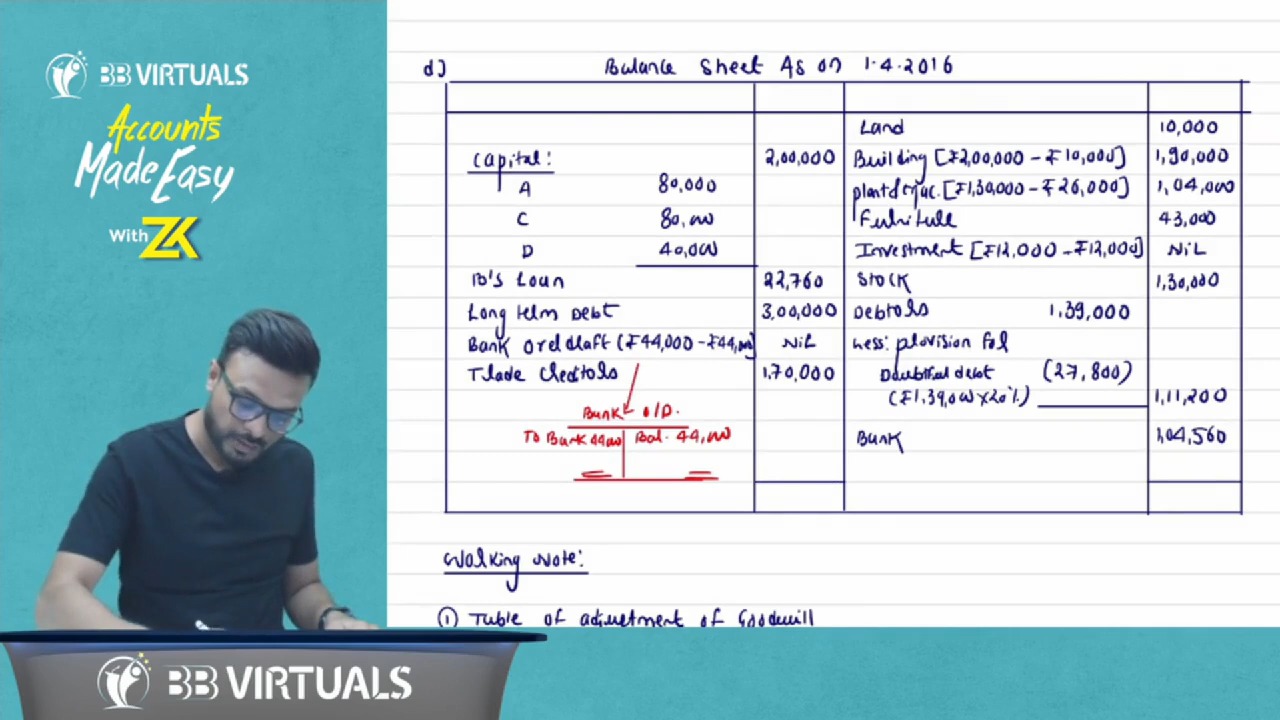 BB VIRTUALS
Accounts
Made Easy
With ZK
d) Balance Sheet As on 1.4.2016
Land 10,000
Capital: 2,00,000 Building [₹2,00,000 - ₹10,000] 1,90,000
A 80,000 plant & mac. [₹1,30,000 - ₹26,000] 1,04,000
C 80,000 Furniture 43,000
D 40,000 Investment [₹12,000 - ₹12,000] NiL
B's Loan 22,760 Stock 1,30,000
Long term Debt 3,00,000 Debtors 1,39,000
Bank overdraft (₹44,000 - ₹44,000) NiL Less: provision for
Trade Creditors 1,70,000 Doubtful debt (27,800)
(₹1,39,000 x 20%) 1,11,200
Bank O/D.
To Bank 44,000 Bal. 44,000
Bank 1,04,560
Working Note:
① Table of adjustment of Goodwill
BB VIRTUALS